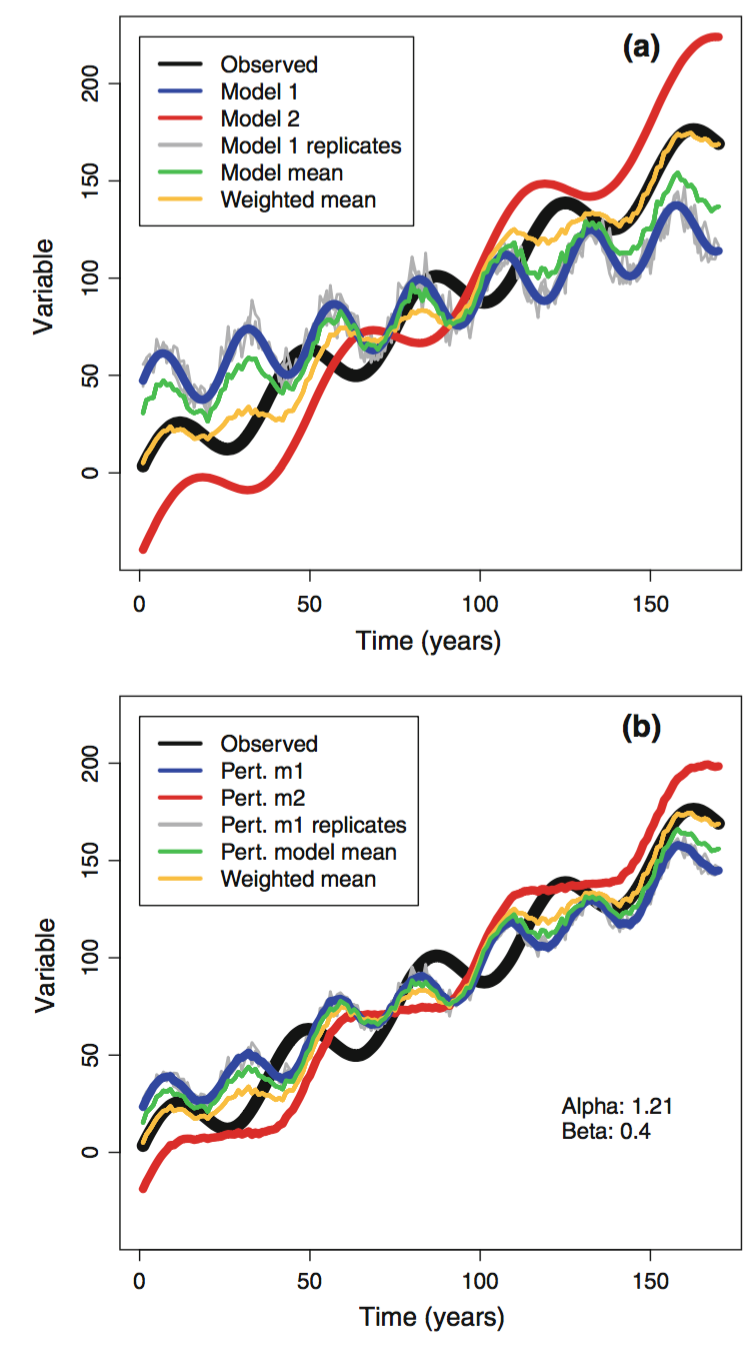 (a)
Observed
Model 1
Model 2
Model 1 replicates
Model mean
Weighted mean
200
150
100
50
0
Variable
0 50 100 150
Time (years)
(b)
Observed
Pert. m1
Pert. m2
Pert. m1 replicates
Pert. model mean
Weighted mean
200
150
100
50
0
Variable
Alpha: 1.21
Beta: 0.4
0 50 100 150
Time (years)